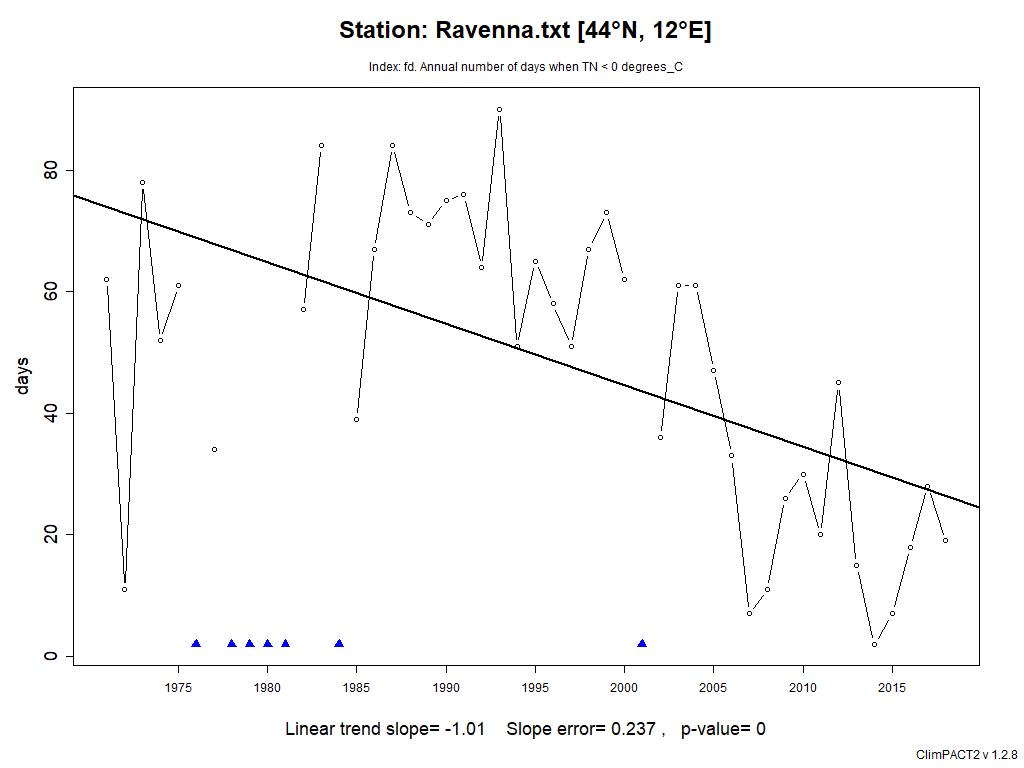 Station: Ravenna.txt [44°N, 12°E]
Index: fd. Annual number of days when TN < 0 degrees_C
days
80
60
40
20
0
1975 1980 1985 1990 1995 2000 2005 2010 2015
Linear trend slope= -1.01 Slope error= 0.237 , p-value= 0
ClimPACT2 v 1.2.8